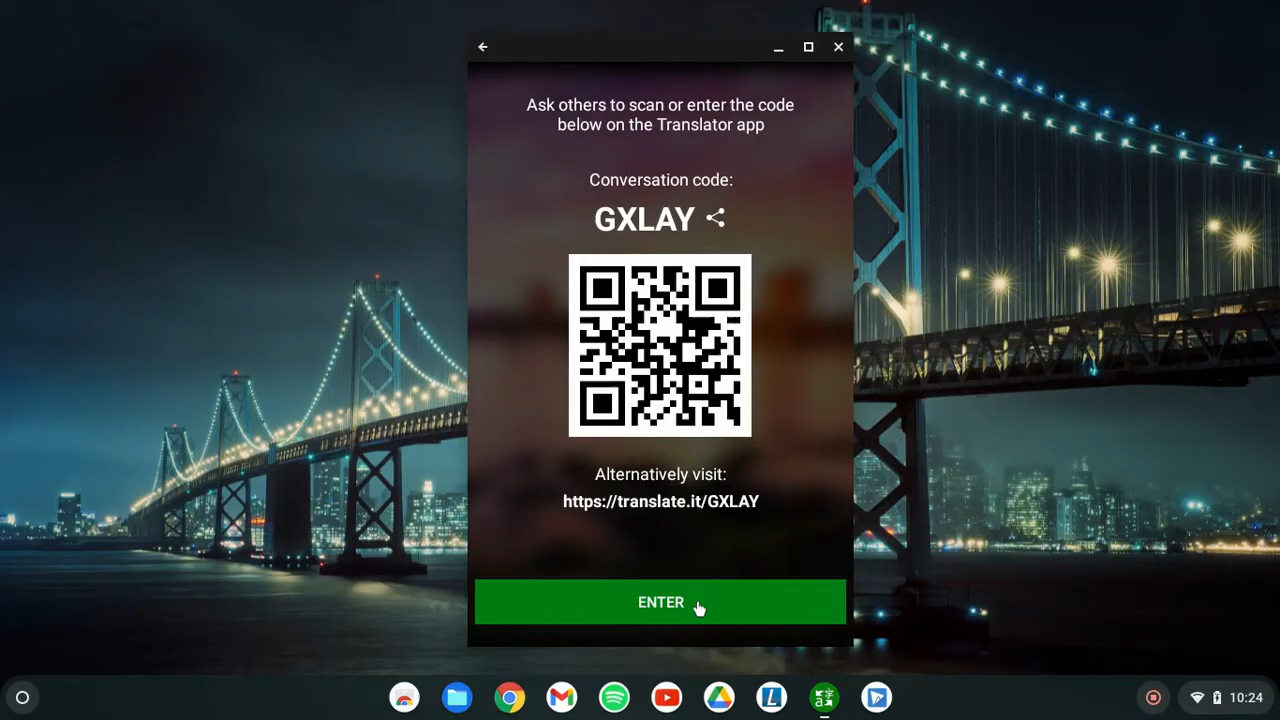 Ask others to scan or enter the code
below on the Translator app
Conversation code:
GXLAY
Alternatively visit:
https://translate.it/GXLAY
ENTER
10:24